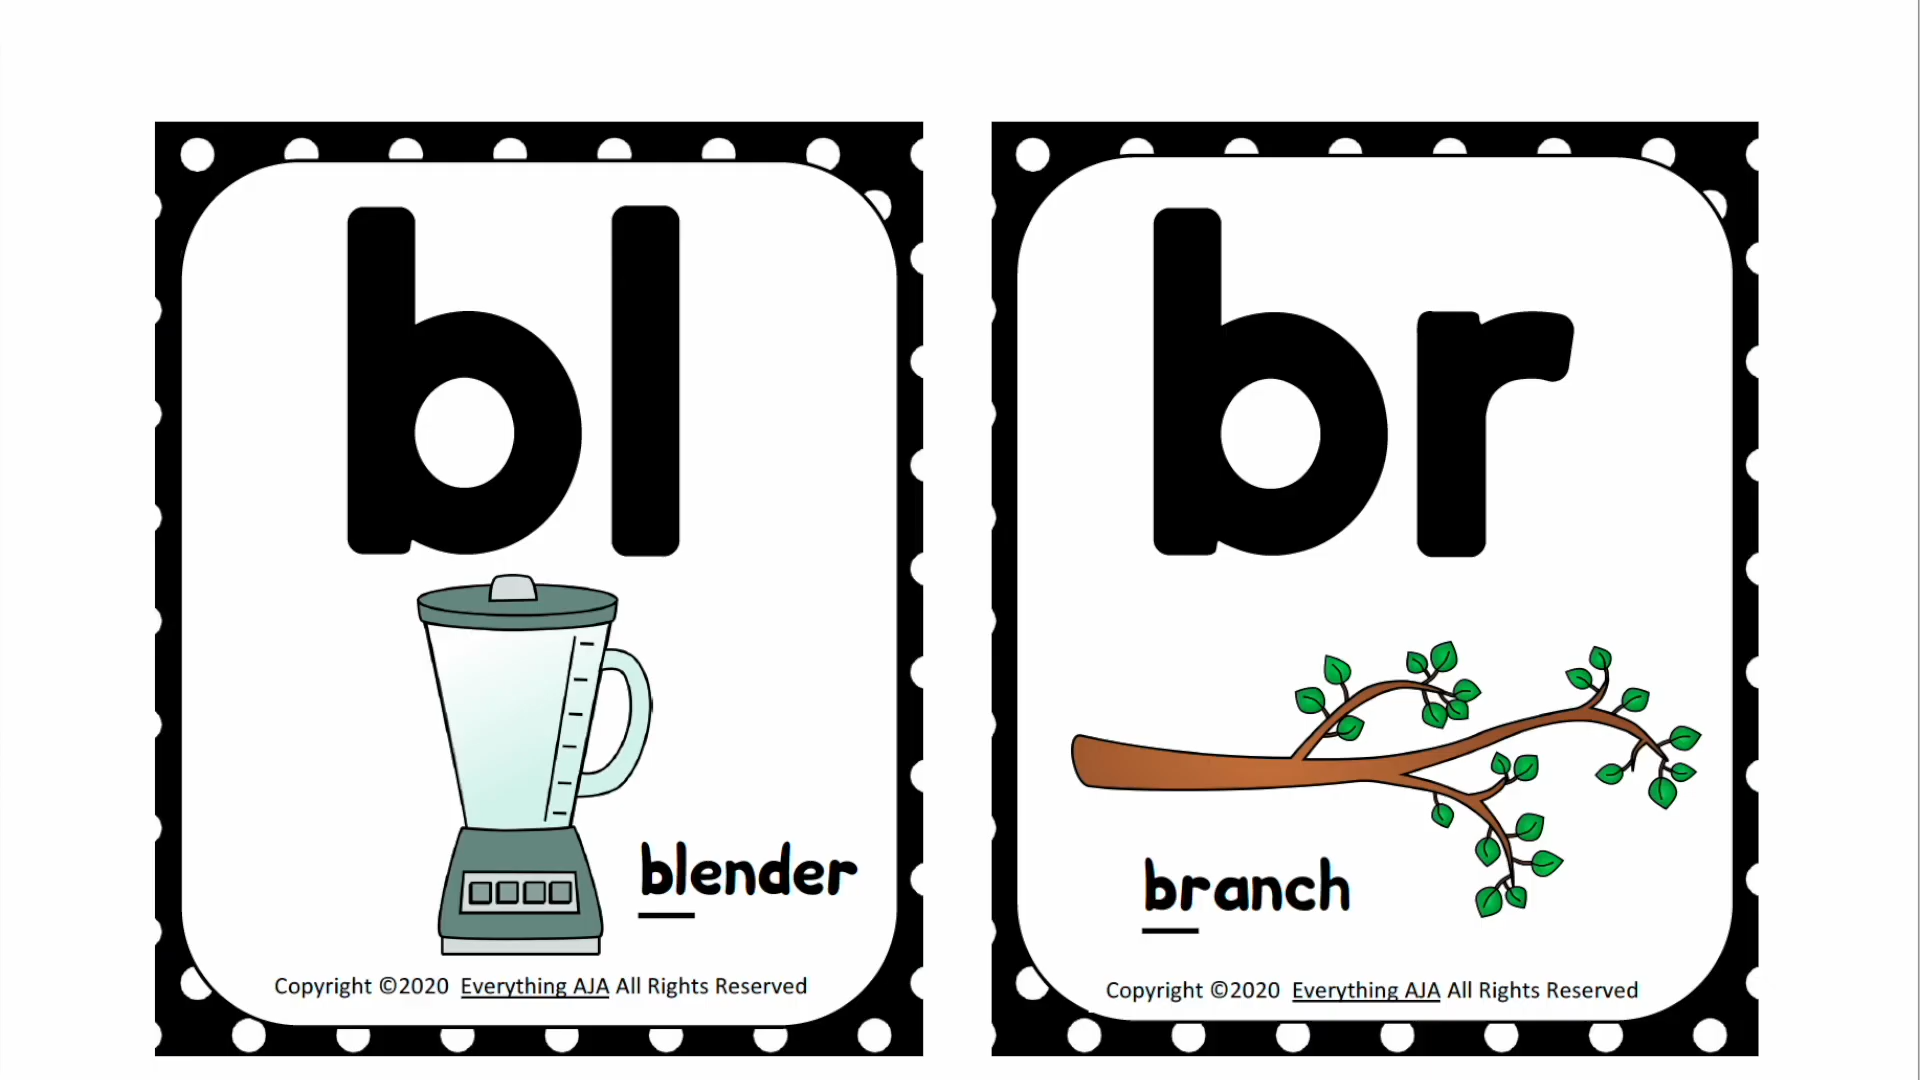 bl
blender
Copyright ©2020 Everything AJA All Rights Reserved
br
branch
Copyright ©2020 Everything AJA All Rights Reserved